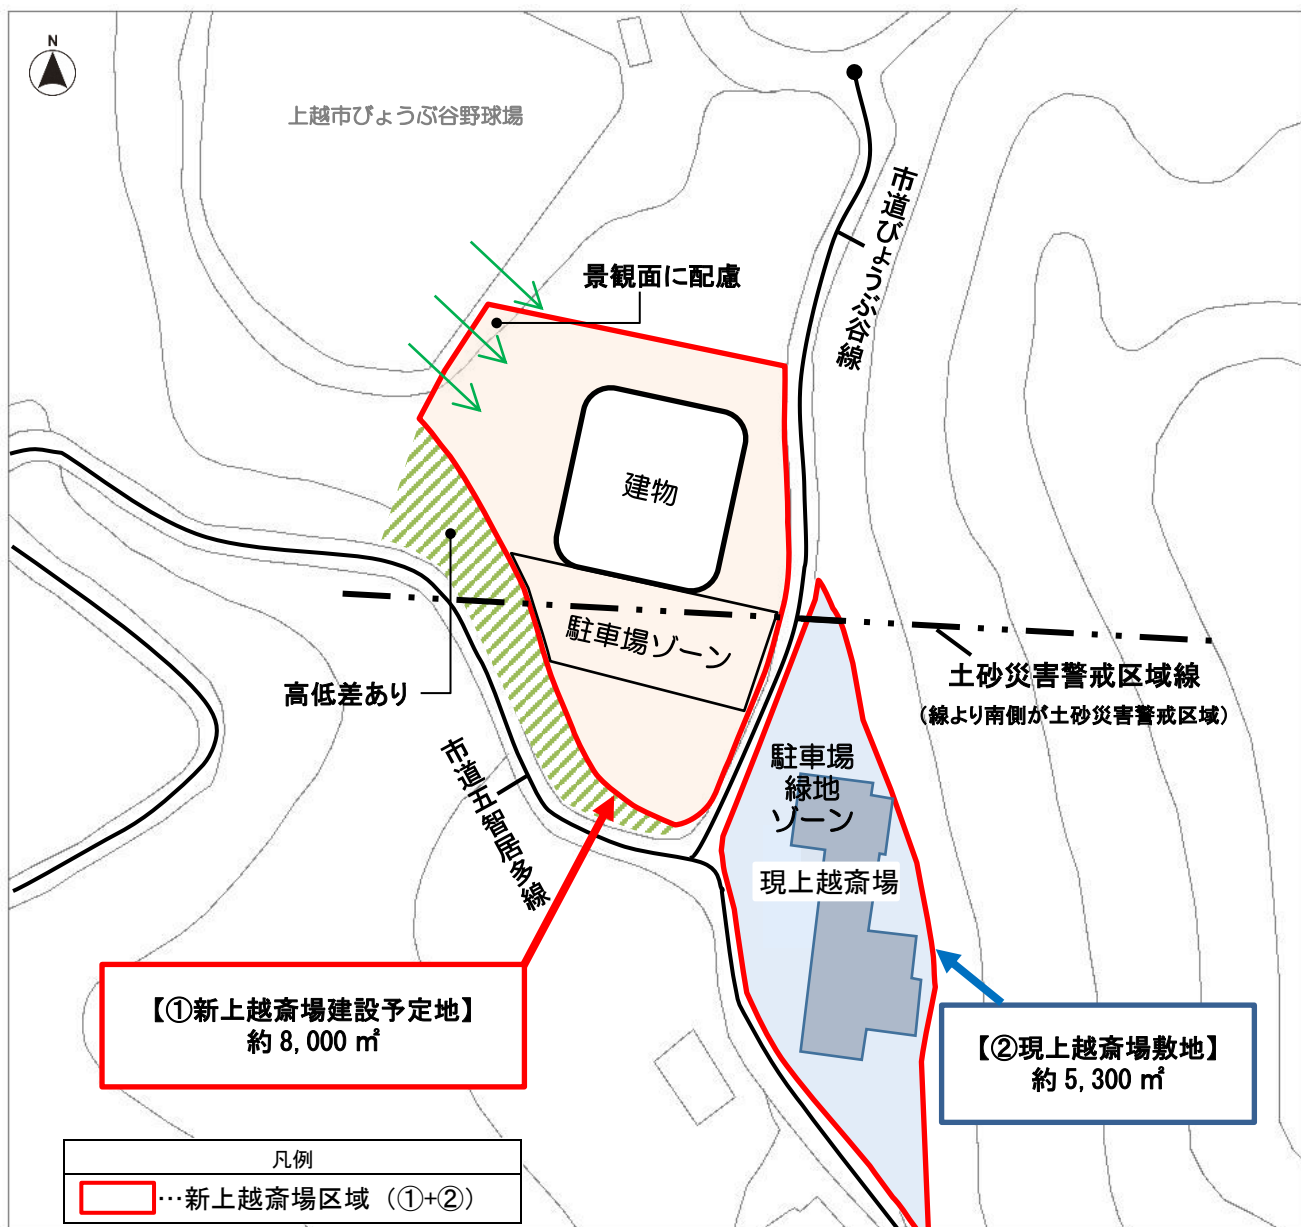 N
上越市びょうぶ谷野球場
市道びょうぶ谷線
景観面に配慮
建物
駐車場ゾーン
土砂災害警戒区域線
（線より南側が土砂災害警戒区域）
高低差あり
市道五智居多線
駐車場
緑地
ゾーン
現上越斎場
【①新上越斎場建設予定地】
約 8,000 ㎡
【②現上越斎場敷地】
約 5,300 ㎡
凡例
…新上越斎場区域（①+②）